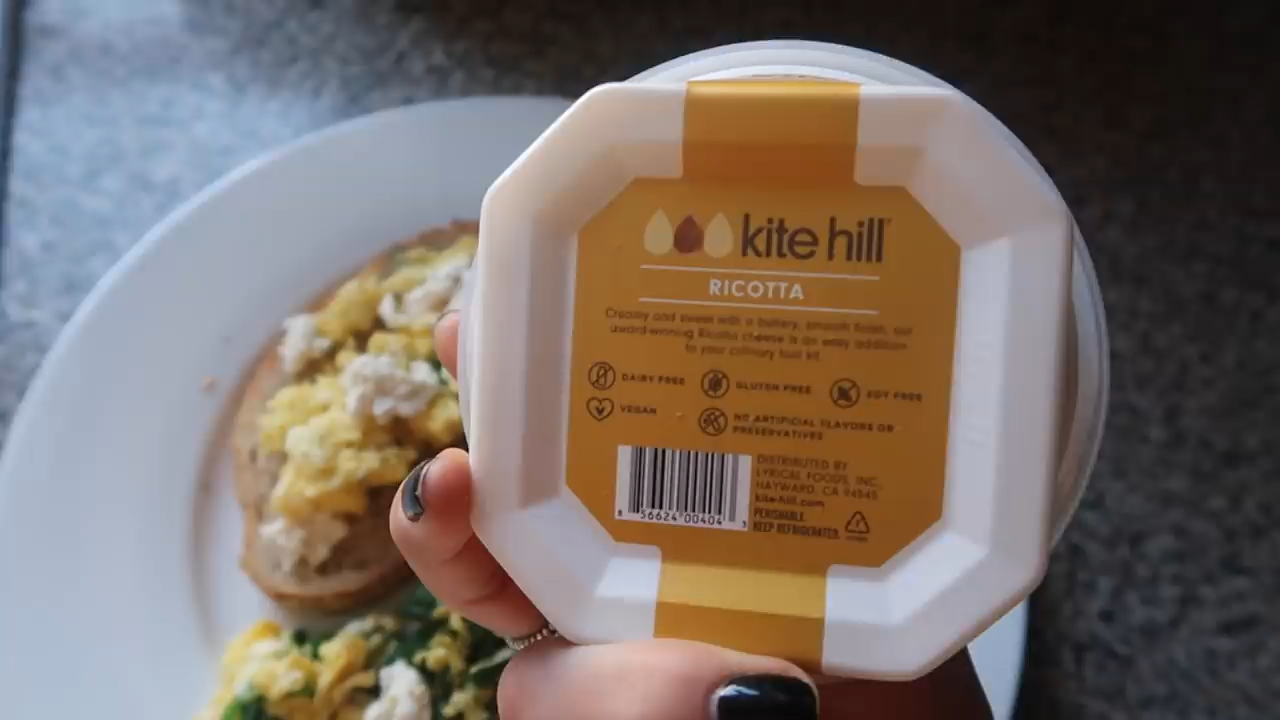 kite hill
RICOTTA
Creamy and sweet with a buttery, smooth finish, our
award-winning Ricotta cheese is an easy addition
to your culinary tool kit.
DAIRY FREE
GLUTEN FREE
SOY FREE
VEGAN
NO ARTIFICIAL FLAVORS OR
PRESERVATIVES
DISTRIBUTED BY
LYRICAL FOODS, INC.
HAYWARD, CA 94545
kite-hill.com
PERISHABLE.
KEEP REFRIGERATED.
8 56624 00404 3